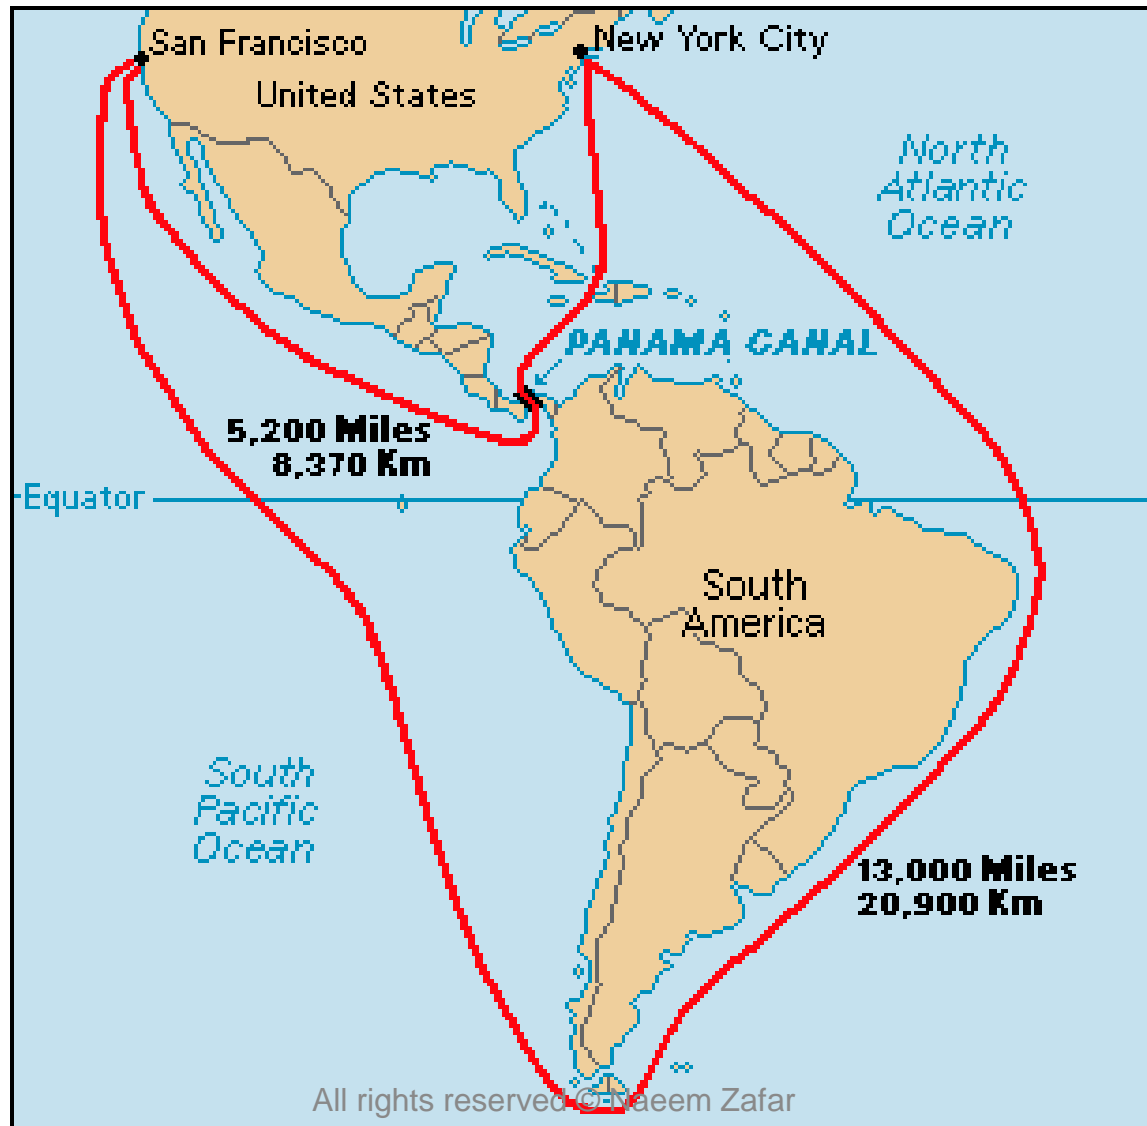 San Francisco
New York City
United States
North
Atlantic
Ocean
PANAMA CANAL
5,200 Miles
8,370 Km
Equator
South
America
South
Pacific
Ocean
13,000 Miles
20,900 Km
All rights reserved © Naeem Zafar